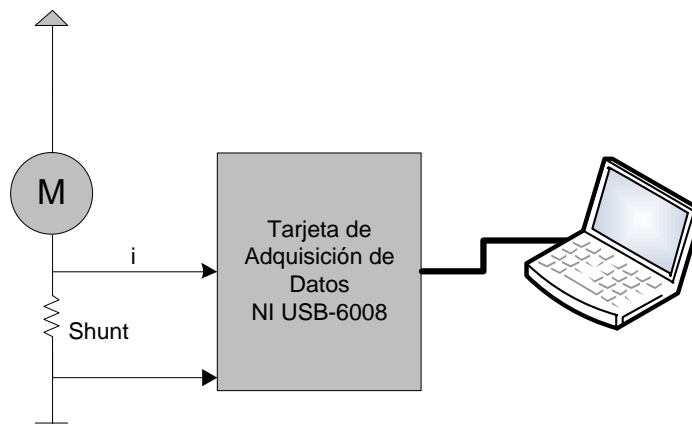 M
i
Shunt
Tarjeta de
Adquisición de
Datos
NI USB-6008